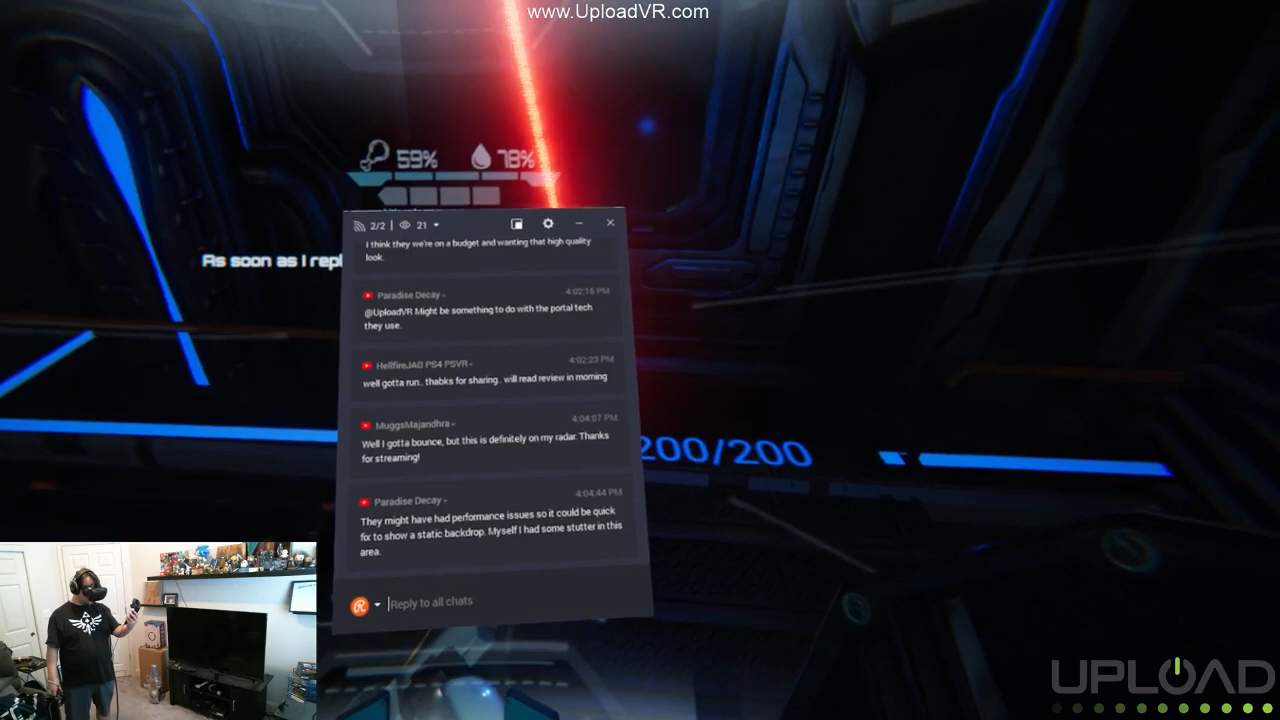 www.UploadVR.com
59% 78%
2/2 21
As soon as I repl
I think they we're on a budget and wanting that high quality
look.
Paradise Decay
4:02:16 PM
@UploadVR Might be something to do with the portal tech
they use.
HellfireJAG PS4 PSVR
4:02:23 PM
well gotta run.. thabks for sharing.. will read review in morning
MuggsMajandhra
4:04:07 PM
Well I gotta bounce, but this is definitely on my radar. Thanks
for streaming!
200/200
Paradise Decay
4:04:44 PM
They might have had performance issues so it could be quick
fix to show a static backdrop. Myself I had some stutter in this
area.
Reply to all chats
UPLOAD